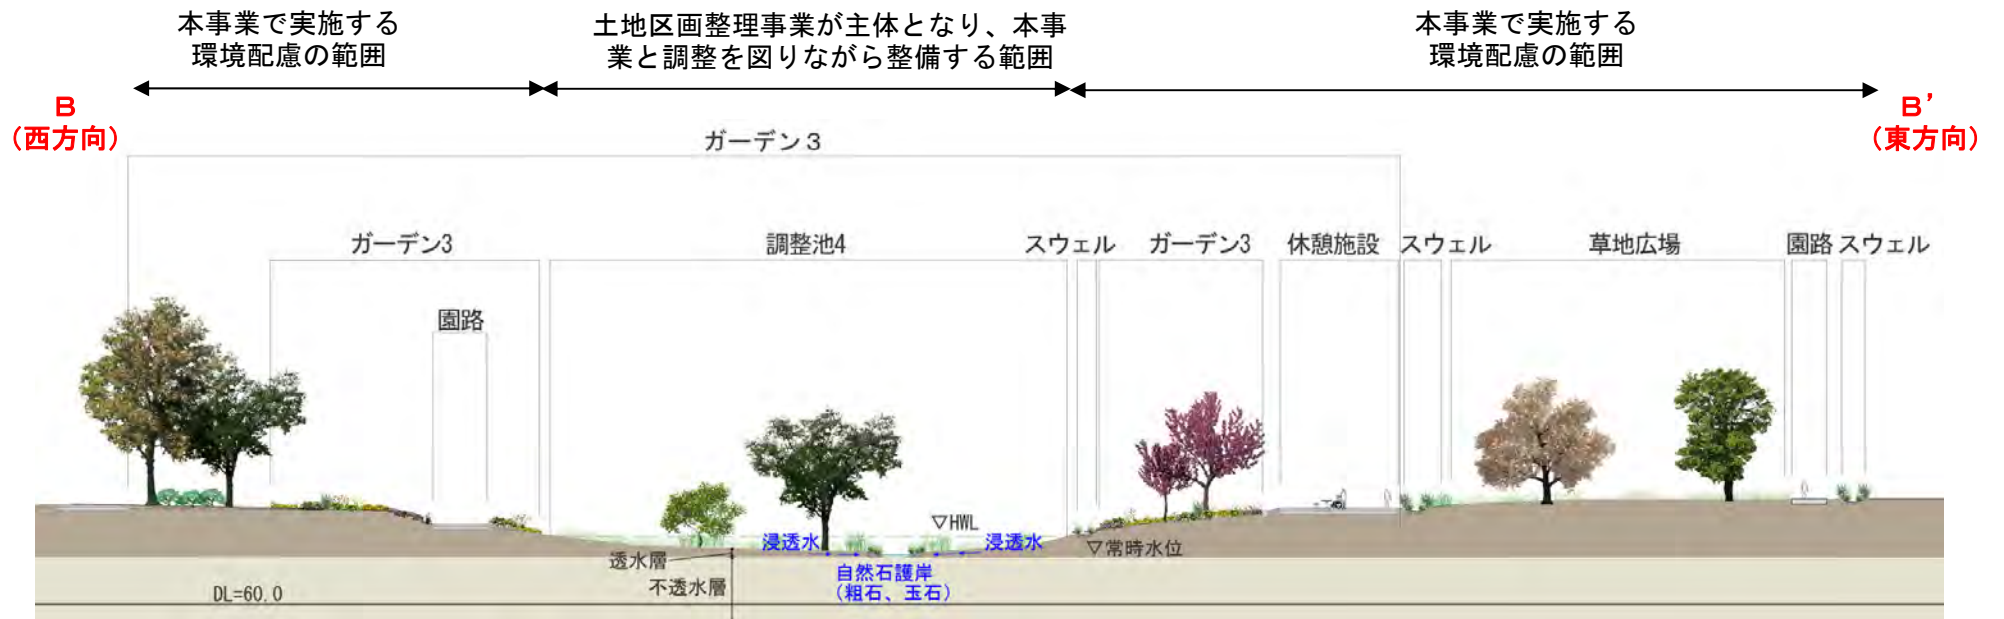 本事業で実施する
環境配慮の範囲
土地区画整理事業が主体となり、本事
業と調整を図りながら整備する範囲
本事業で実施する
環境配慮の範囲
B
（西方向）
B’
（東方向）
ガーデン３
ガーデン3
調整池4
スウェル
ガーデン3
休憩施設
スウェル
草地広場
園路
スウェル
園路
▽HWL
浸透水
浸透水
▽常時水位
透水層
不透水層
自然石護岸
（粗石、玉石）
DL=60.0